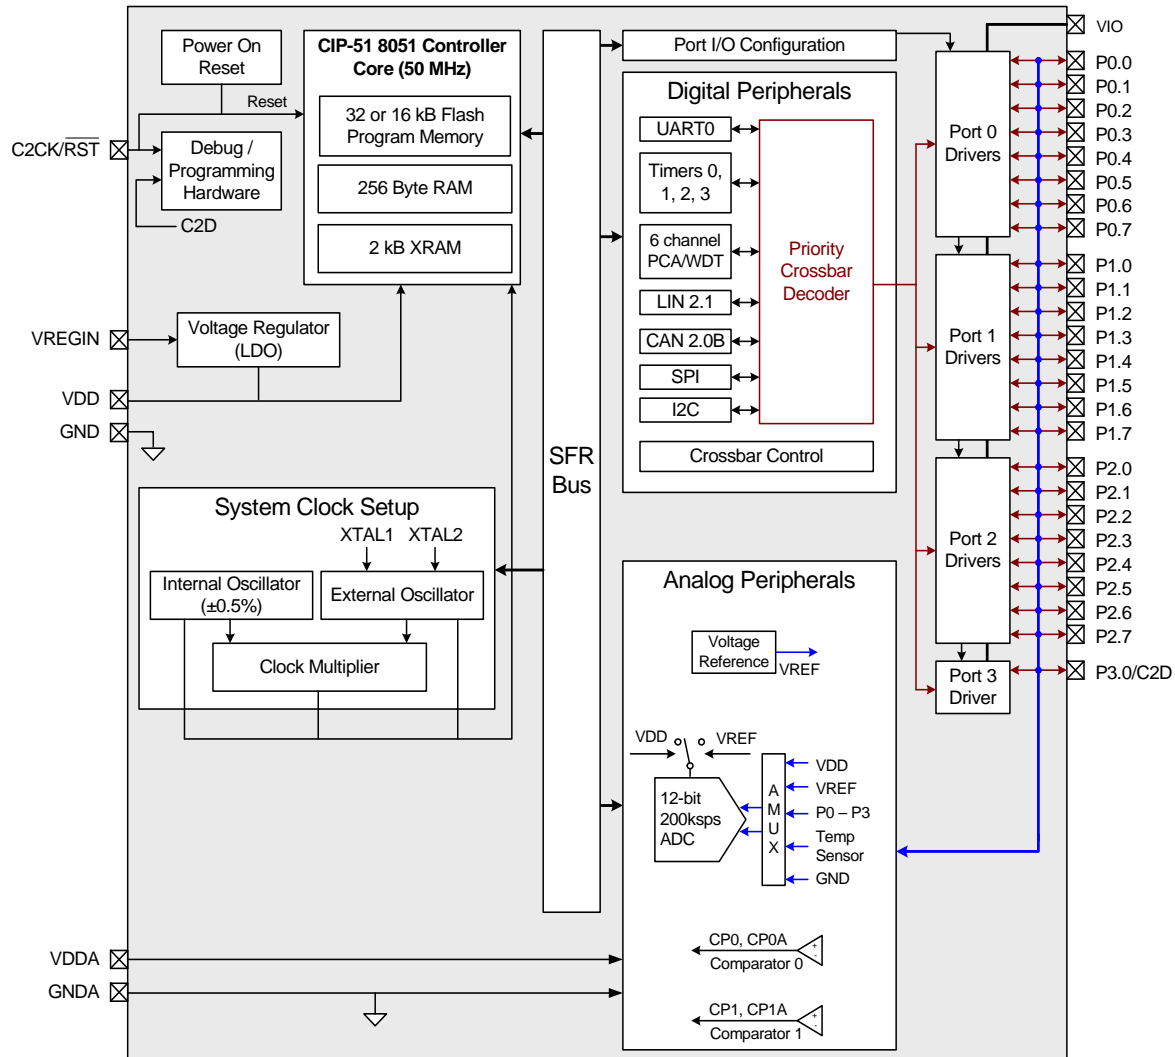 Power On
Reset
Reset
C2CK/RST
Debug /
Programming
Hardware
C2D
CIP-51 8051 Controller
Core (50 MHz)
32 or 16 kB Flash
Program Memory
256 Byte RAM
2 kB XRAM
VREGIN
Voltage Regulator
(LDO)
VDD
GND
System Clock Setup
XTAL1
XTAL2
Internal Oscillator
(±0.5%)
External Oscillator
Clock Multiplier
VDDA
GNDA
SFR
Bus
Port I/O Configuration
Digital Peripherals
UART0
Timers 0,
1, 2, 3
6 channel
PCA/WDT
LIN 2.1
CAN 2.0B
SPI
I2C
Priority
Crossbar
Decoder
Crossbar Control
Analog Peripherals
Voltage
Reference
VREF
VDD
VREF
12-bit
200ksps
ADC
A
M
U
X
VDD
VREF
P0 – P3
Temp
Sensor
GND
CP0, CP0A
Comparator 0
+
-
CP1, CP1A
Comparator 1
+
-
Port 0
Drivers
Port 1
Drivers
Port 2
Drivers
Port 3
Driver
VIO
P0.0
P0.1
P0.2
P0.3
P0.4
P0.5
P0.6
P0.7
P1.0
P1.1
P1.2
P1.3
P1.4
P1.5
P1.6
P1.7
P2.0
P2.1
P2.2
P2.3
P2.4
P2.5
P2.6
P2.7
P3.0/C2D